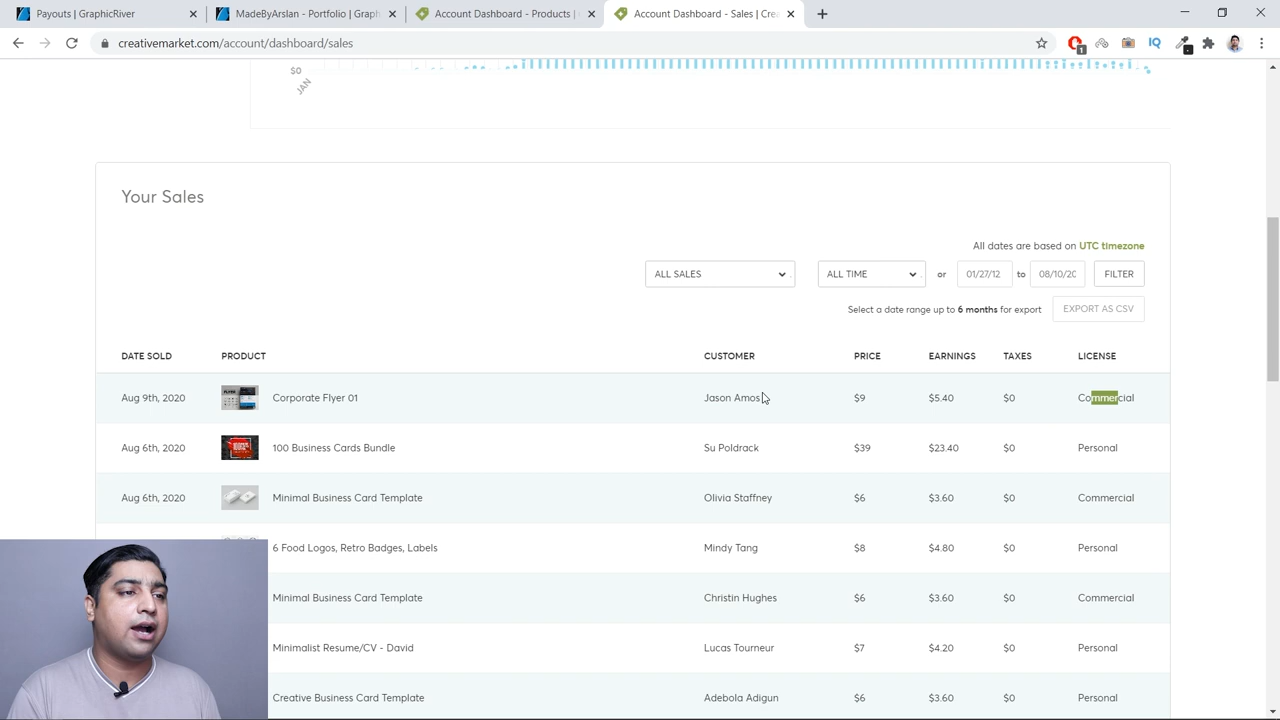 Payouts | GraphicRiver
MadeByArslan - Portfolio | Graph
Account Dashboard - Products |
Account Dashboard - Sales | Crea
creativemarket.com/account/dashboard/sales
1
IQ
$0
JAN
Your Sales
All dates are based on UTC timezone
ALL SALES
ALL TIME
or
01/27/12
to
08/10/20
FILTER
Select a date range up to 6 months for export
EXPORT AS CSV
DATE SOLD PRODUCT CUSTOMER PRICE EARNINGS TAXES LICENSE
Aug 9th, 2020 Corporate Flyer 01 Jason Amos $9 $5.40 $0 Commercial
Aug 6th, 2020 100 Business Cards Bundle Su Poldrack $39 $23.40 $0 Personal
Aug 6th, 2020 Minimal Business Card Template Olivia Staffney $6 $3.60 $0 Commercial
6 Food Logos, Retro Badges, Labels Mindy Tang $8 $4.80 $0 Personal
Minimal Business Card Template Christin Hughes $6 $3.60 $0 Commercial
Minimalist Resume/CV - David Lucas Tourneur $7 $4.20 $0 Personal
Creative Business Card Template Adebola Adigun $6 $3.60 $0 Personal